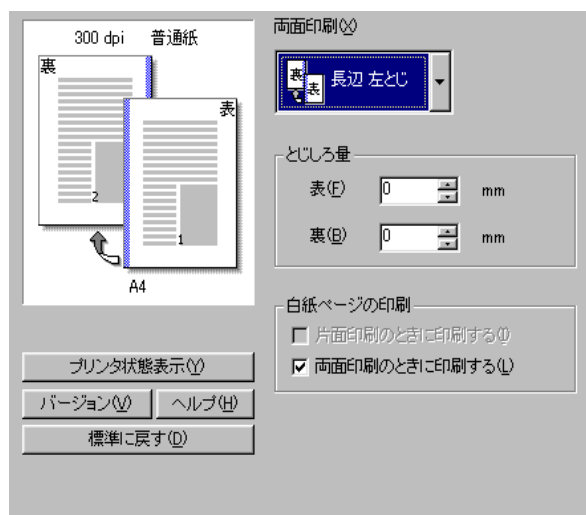 300 dpi 普通紙
裏
表
2
1
A4
プリンタ状態表示(Y)
バージョン(V) ヘルプ(H)
標準に戻す(D)
両面印刷(X)
裏
表
長辺 左とじ
とじしろ量
表(F) 0 mm
裏(B) 0 mm
白紙ページの印刷
片面印刷のときに印刷する(I)
両面印刷のときに印刷する(L)